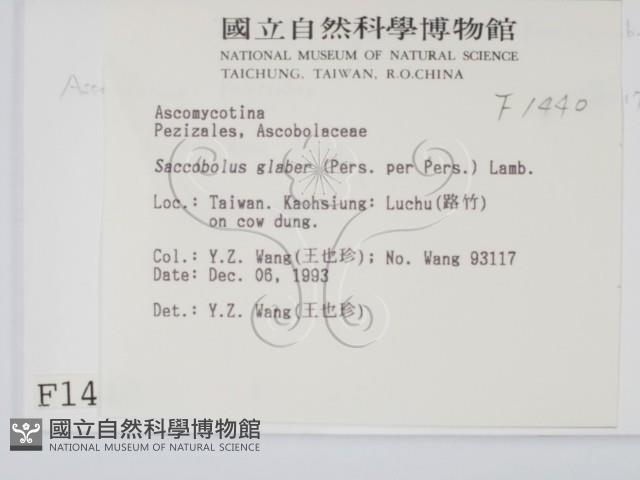 國立自然科學博物館
NATIONAL MUSEUM OF NATURAL SCIENCE
TAICHUNG, TAIWAN, R.O.CHINA
F1440
Ascomycotina
Pezizales, Ascobolaceae
Saccobolus glaber (Pers. per Pers.) Lamb.
Loc.: Taiwan. Kaohsiung: Luchu(路竹)
on cow dung.
Col.: Y.Z. Wang(王也珍); No. Wang 93117
Date: Dec. 06, 1993
Det.: Y.Z. Wang(王也珍)
F14
國立自然科學博物館
NATIONAL MUSEUM OF NATURAL SCIENCE